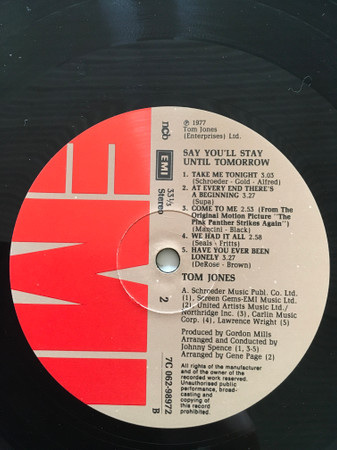 EMI
ncb
EMI
33⅓
Stereo
2
7C 062-98972
B
℗ 1977
Tom Jones
(Enterprises) Ltd.
SAY YOU'LL STAY
UNTIL TOMORROW
1. TAKE ME TONIGHT 3.03
(Schroeder - Gold - Alfred)
2. AT EVERY END THERE'S
A BEGINNING 3.27
(Supa)
3. COME TO ME 2.53 (From The
Original Motion Picture "The
Pink Panther Strikes Again")
(Mancini - Black)
4. WE HAD IT ALL 2.58
(Seals - Fritts)
5. HAVE YOU EVER BEEN
LONELY 3.27
(DeRose - Brown)
TOM JONES
A. Schroeder Music Publ. Co. Ltd.
(1), Screen Gems-EMI Music Ltd.
(2), United Artists Music Ltd./
Northridge Inc. (3), Carlin Music
Corp. (4), Lawrence Wright (5)
Produced by Gordon Mills
Arranged and Conducted by
Johnny Spence (1, 3-5)
Arranged by Gene Page (2)
All rights of the manufacturer
and of the owner of the
recorded work reserved.
Unauthorised public
performance, broad-
casting and
copying of
this record
prohibited.